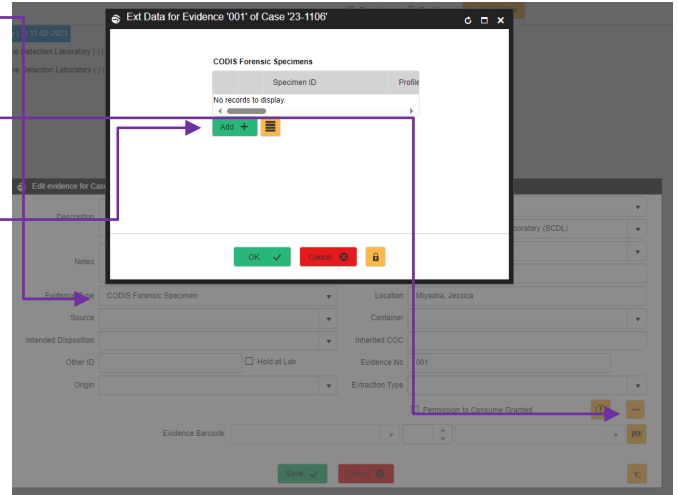 Ext Data for Evidence '001' of Case '23-1106'
11-02-2023
e Detection Laboratory ( )
e Detection Laboratory ( )
CODIS Forensic Specimens
Specimen ID Profile
No records to display.
Add +
OK Cancel
Edit evidence for Cas
Description
boratory (SCDL)
Notes
Evidence Type CODIS Forensic Specimen Location Miyaoka, Jessica
Source Container
Intended Disposition Inherited COC
Other ID Hold at Lab Evidence No 001
Origin Extraction Type
Permission to Consume Granted
Evidence Barcode:
Save Cancel